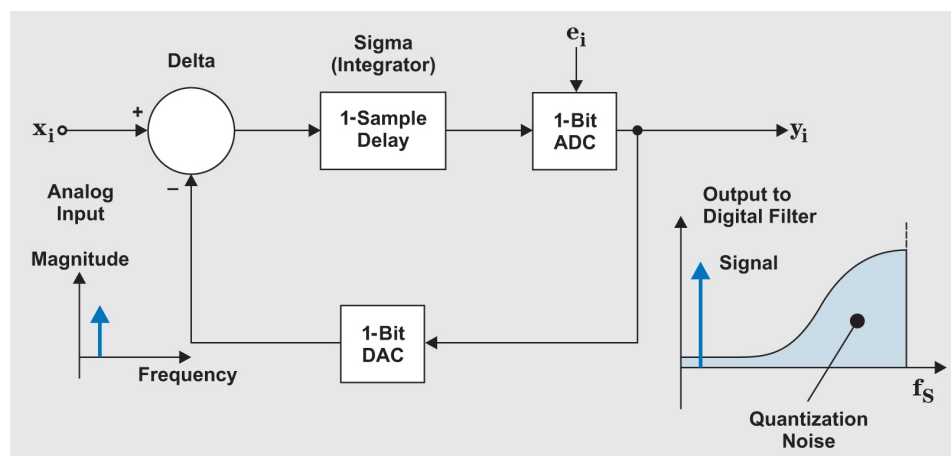 Delta
Sigma
(Integrator)
e_i
x_i
+
−
1-Sample
Delay
1-Bit
ADC
y_i
Analog
Input
Magnitude
Frequency
1-Bit
DAC
Output to
Digital Filter
Signal
f_S
Quantization
Noise